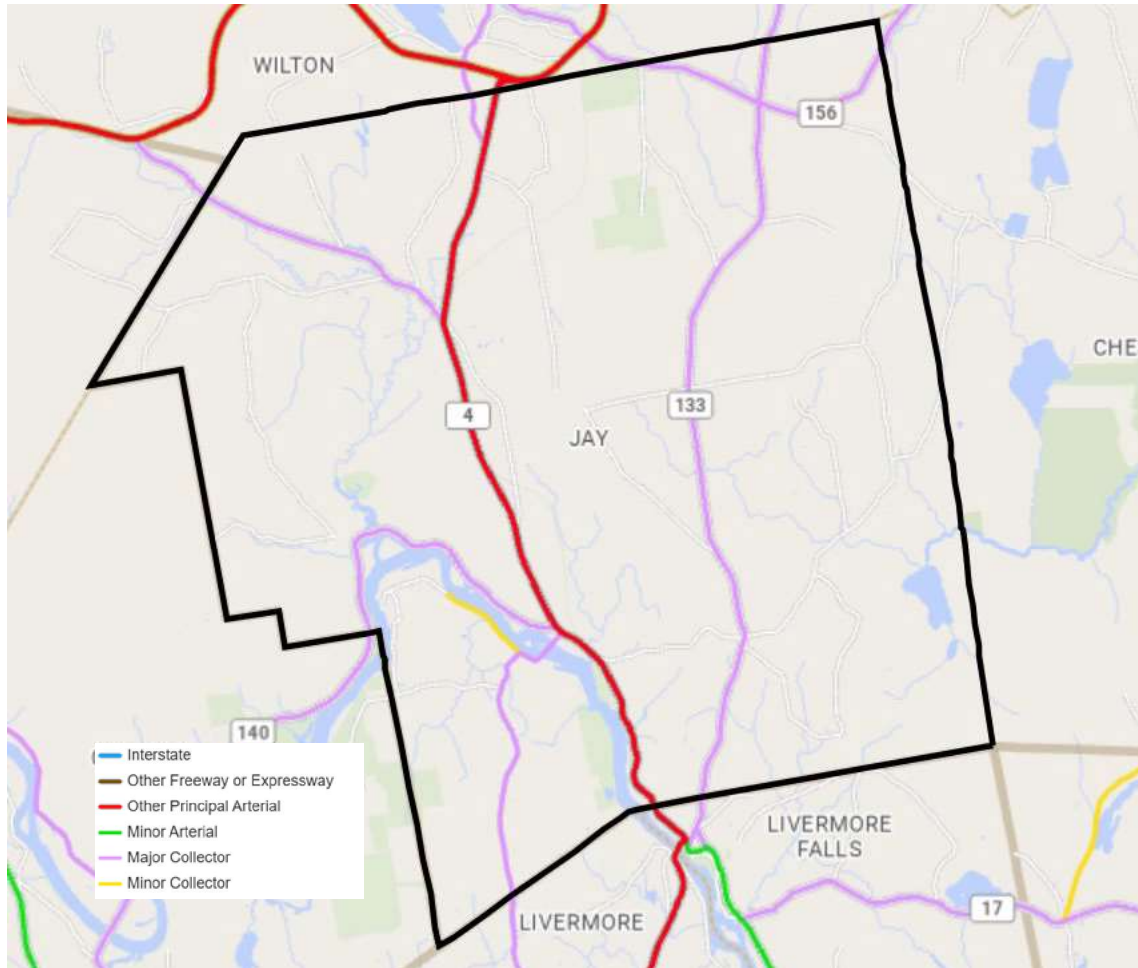 WILTON
156
CHE
4
133
JAY
140
Interstate
Other Freeway or Expressway
Other Principal Arterial
Minor Arterial
Major Collector
Minor Collector
LIVERMORE
FALLS
17
LIVERMORE